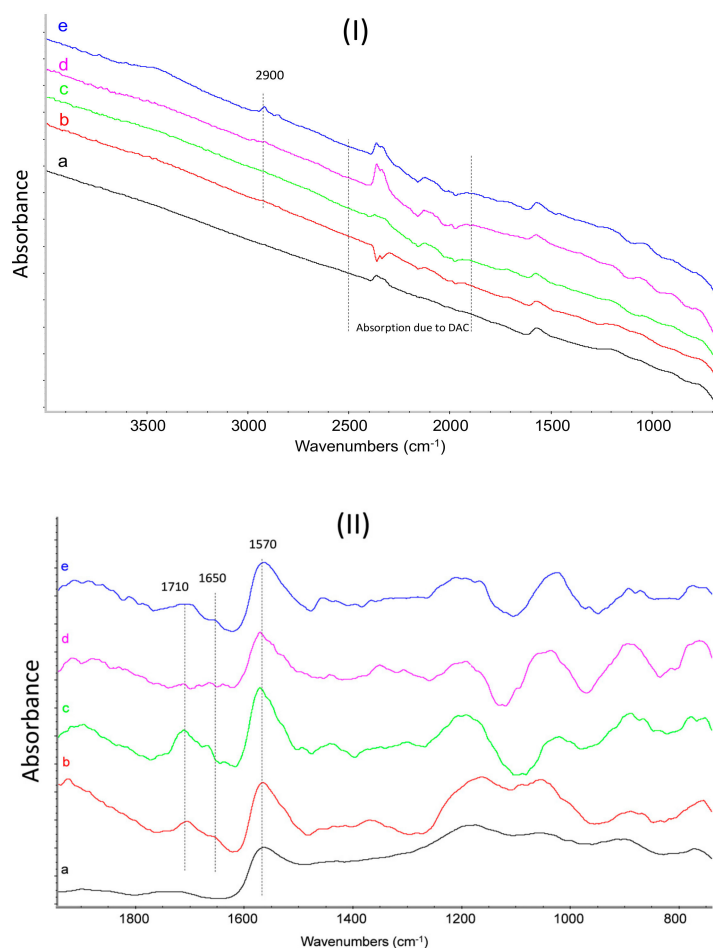 (I)
e
d
c
b
a
2900
Absorption due to DAC
Absorbance
3500 3000 2500 2000 1500 1000
Wavenumbers (cm⁻¹)
(II)
1710 1650 1570
e
d
c
b
a
Absorbance
1800 1600 1400 1200 1000 800
Wavenumbers (cm⁻¹)